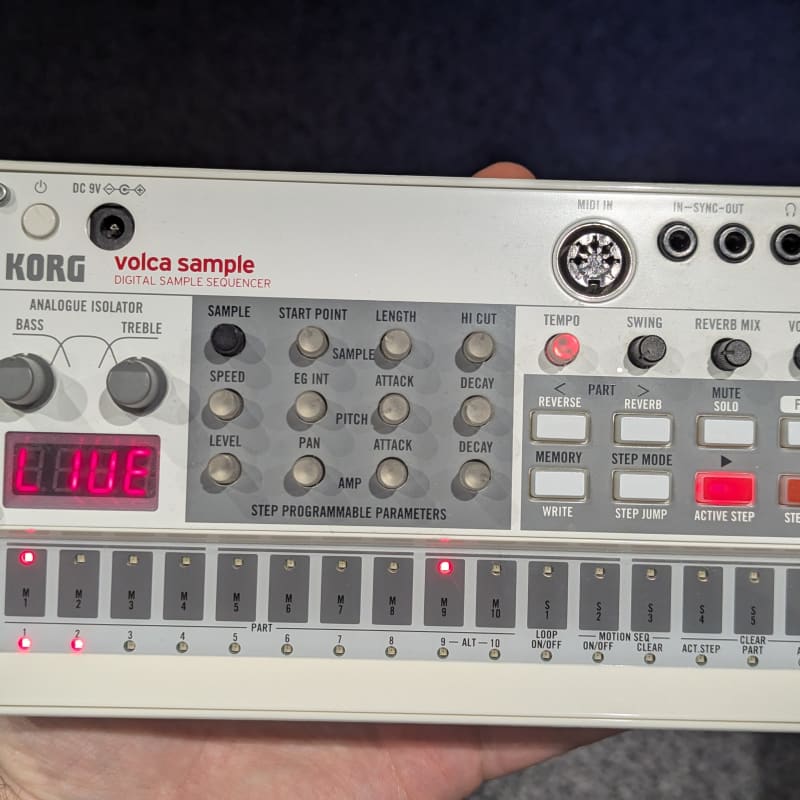 DC 9V
MIDI IN
IN-SYNC-OUT
KORG
volca sample
DIGITAL SAMPLE SEQUENCER
ANALOGUE ISOLATOR
BASS
TREBLE
SAMPLE
START POINT
LENGTH
HI CUT
SAMPLE
SPEED
EG INT
ATTACK
DECAY
PITCH
LEVEL
PAN
ATTACK
DECAY
AMP
STEP PROGRAMMABLE PARAMETERS
TEMPO
SWING
REVERB MIX
< PART >
REVERSE
REVERB
MUTE
SOLO
MEMORY
STEP MODE
WRITE
STEP JUMP
ACTIVE STEP
LIVE
M 1
M 2
M 3
M 4
M 5
M 6
M 7
M 8
M 9
M 10
S 1
S 2
S 3
S 4
S 5
PART
1 2 3 4 5 6 7 8 9 - ALT - 10
LOOP
ON/OFF
MOTION SEQ
ON/OFF
CLEAR
ACT.STEP
CLEAR
PART